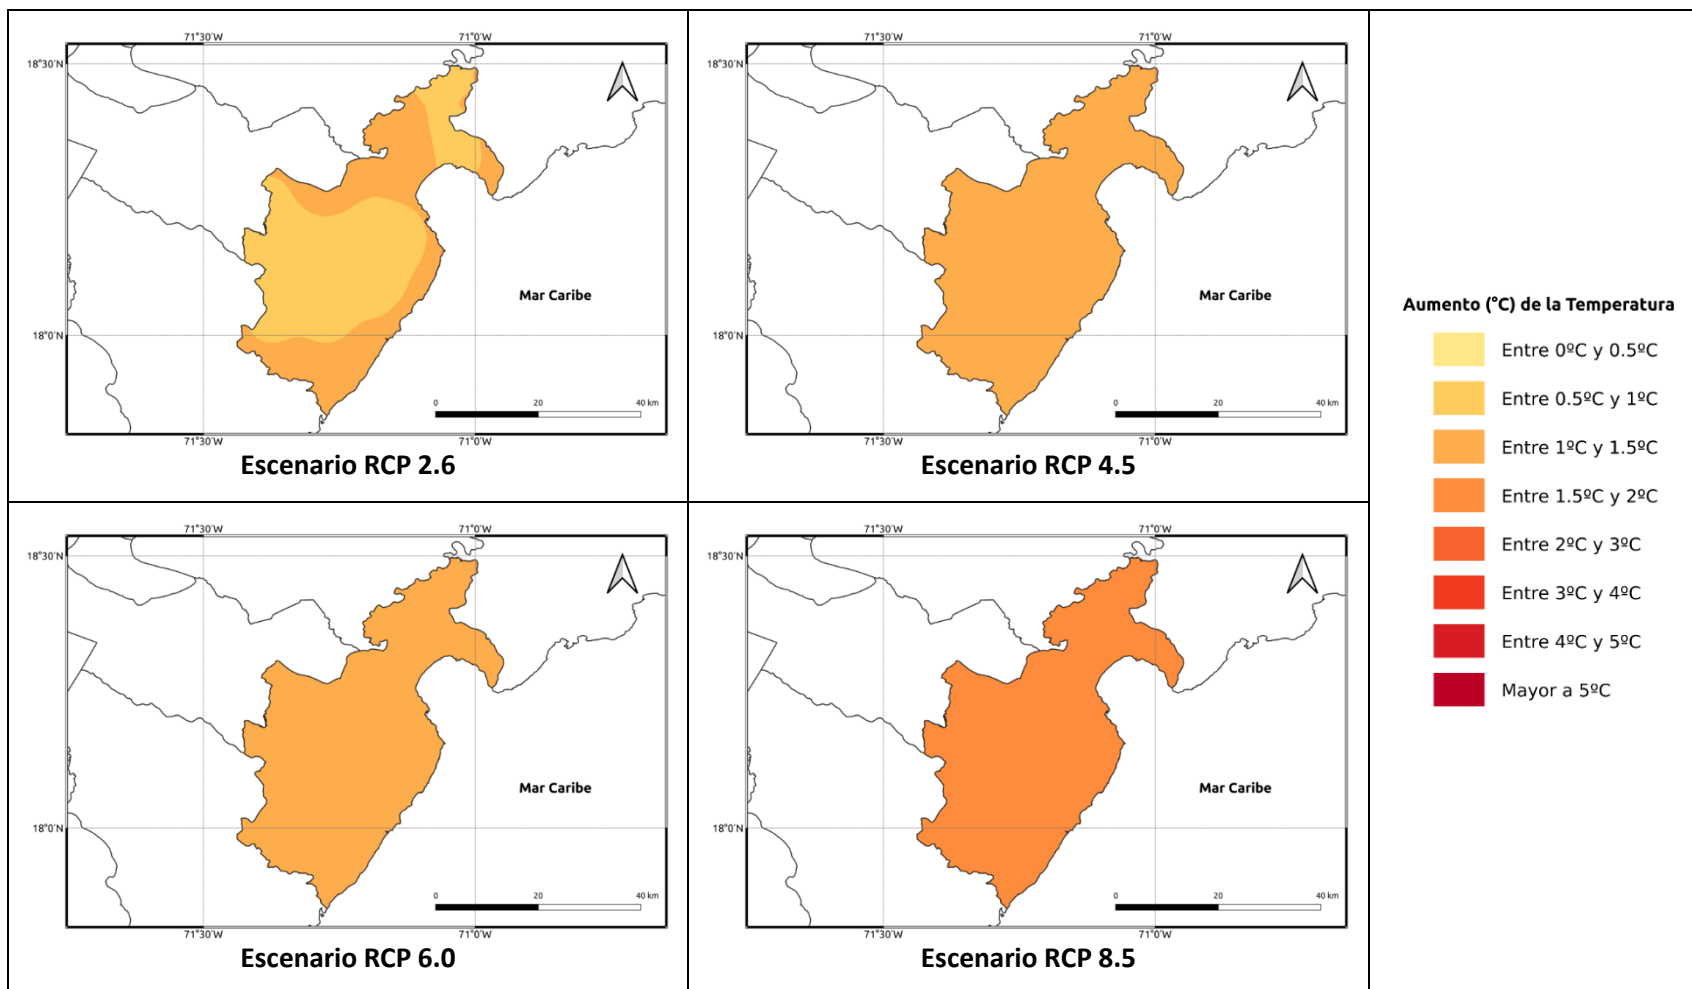 71°30'W 71°0'W
18°30'N
Mar Caribe
18°0'N
0 20 40 km
71°30'W 71°0'W
Escenario RCP 2.6
71°30'W 71°0'W
18°30'N
Mar Caribe
18°0'N
0 20 40 km
71°30'W 71°0'W
Escenario RCP 4.5
71°30'W 71°0'W
18°30'N
Mar Caribe
18°0'N
0 20 40 km
71°30'W 71°0'W
Escenario RCP 6.0
71°30'W 71°0'W
18°30'N
Mar Caribe
18°0'N
0 20 40 km
71°30'W 71°0'W
Escenario RCP 8.5
Aumento (°C) de la Temperatura
Entre 0ºC y 0.5ºC
Entre 0.5ºC y 1ºC
Entre 1ºC y 1.5ºC
Entre 1.5ºC y 2ºC
Entre 2ºC y 3ºC
Entre 3ºC y 4ºC
Entre 4ºC y 5ºC
Mayor a 5ºC